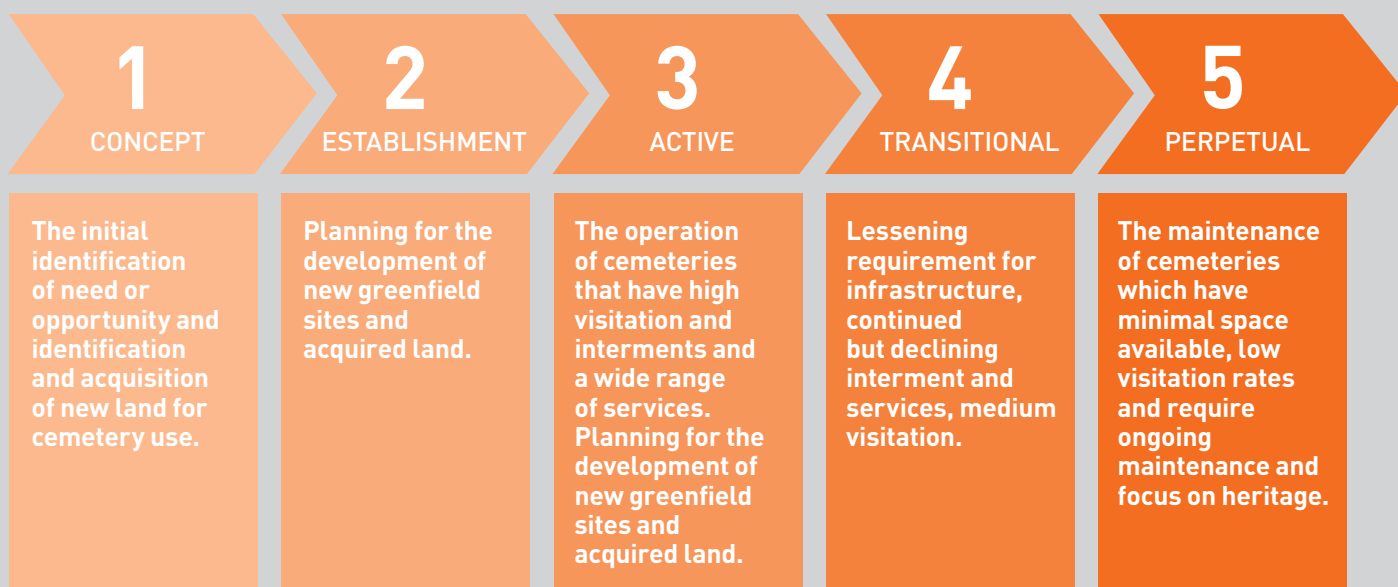 1
CONCEPT
The initial
identification
of need or
opportunity and
identification
and acquisition
of new land for
cemetery use.
2
ESTABLISHMENT
Planning for the
development of
new greenfield
sites and
acquired land.
3
ACTIVE
The operation
of cemeteries
that have high
visitation and
interments and
a wide range
of services.
Planning for the
development of
new greenfield
sites and
acquired land.
4
TRANSITIONAL
Lessening
requirement for
infrastructure,
continued
but declining
interment and
services, medium
visitation.
5
PERPETUAL
The maintenance
of cemeteries
which have
minimal space
available, low
visitation rates
and require
ongoing
maintenance and
focus on heritage.